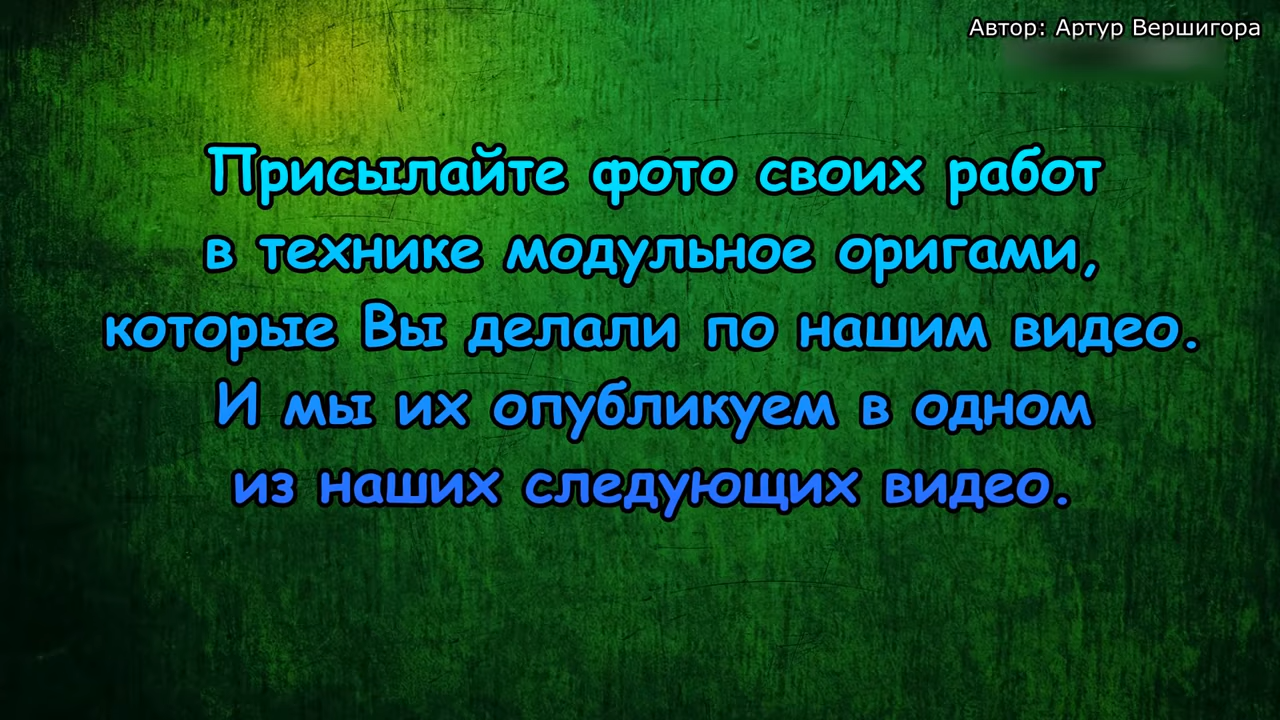 Автор: Артур Вершигора
Присылайте фото своих работ
в технике модульное оригами,
которые Вы делали по нашим видео.
И мы их опубликуем в одном
из наших следующих видео.